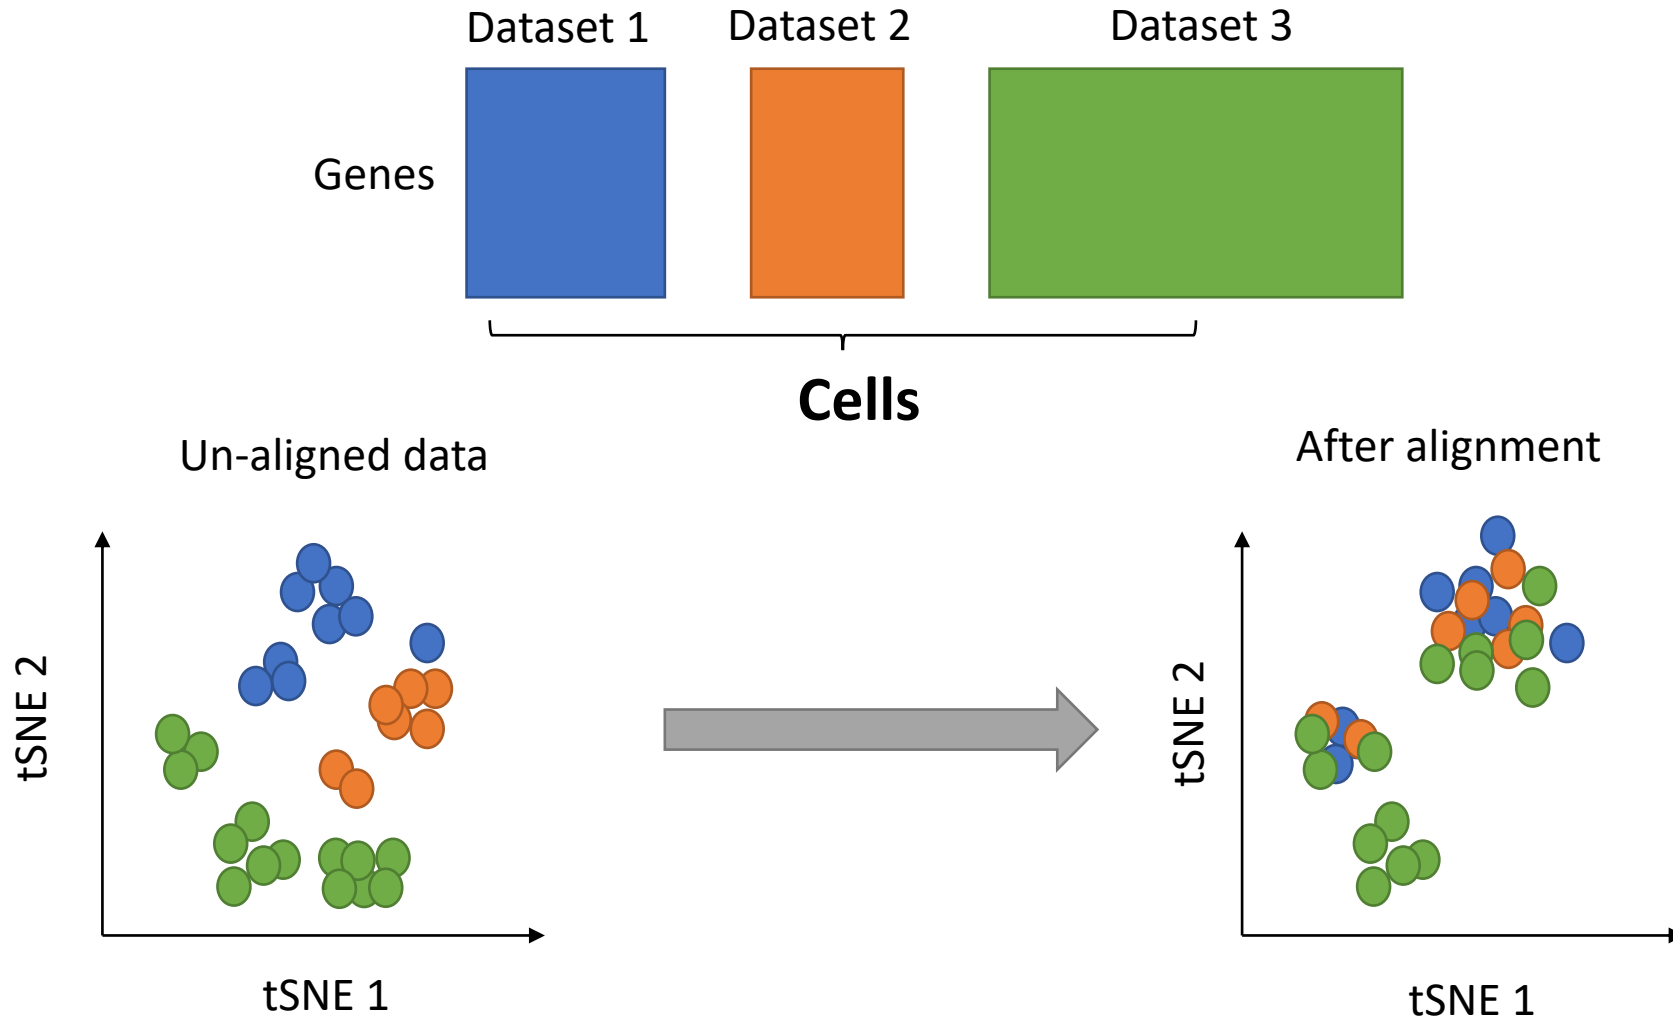 Dataset 1
Dataset 2
Dataset 3
Genes
Cells
Un-aligned data
After alignment
tSNE 2
tSNE 1
tSNE 2
tSNE 1